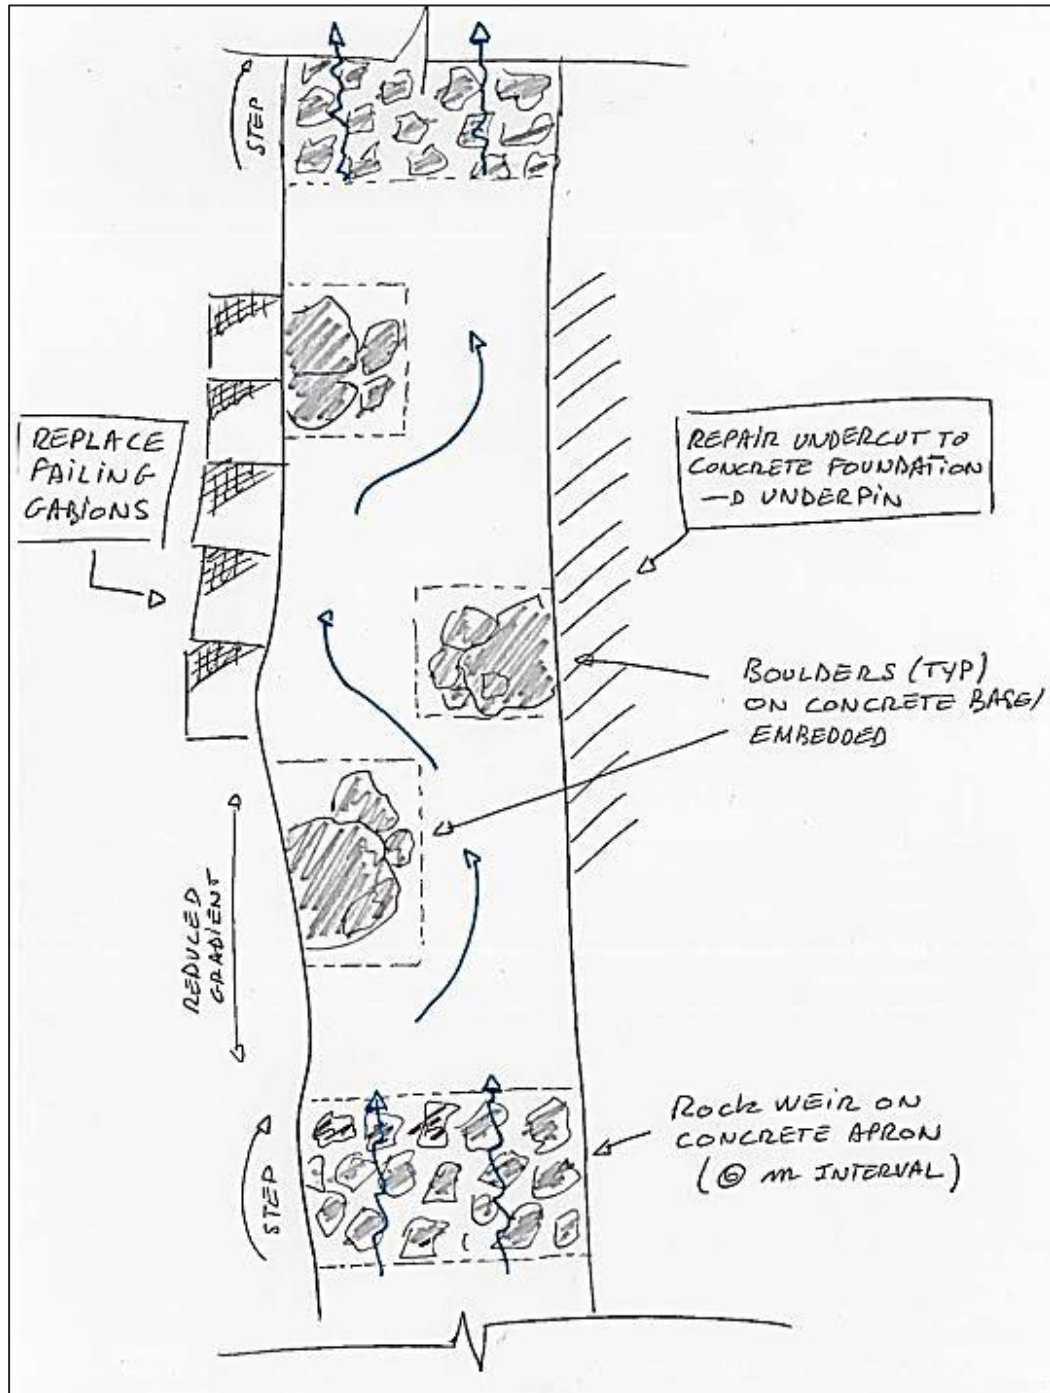 STEP
REPLACE
FAILING
GABIONS
REPAIR UNDERCUT TO
CONCRETE FOUNDATION
—D UNDERPIN
BOULDERS (TYP)
ON CONCRETE BASE/
EMBEDDED
REDUCED
GRADIENT
ROCK WEIR ON
CONCRETE APRON
(@ m INTERVAL)
STEP